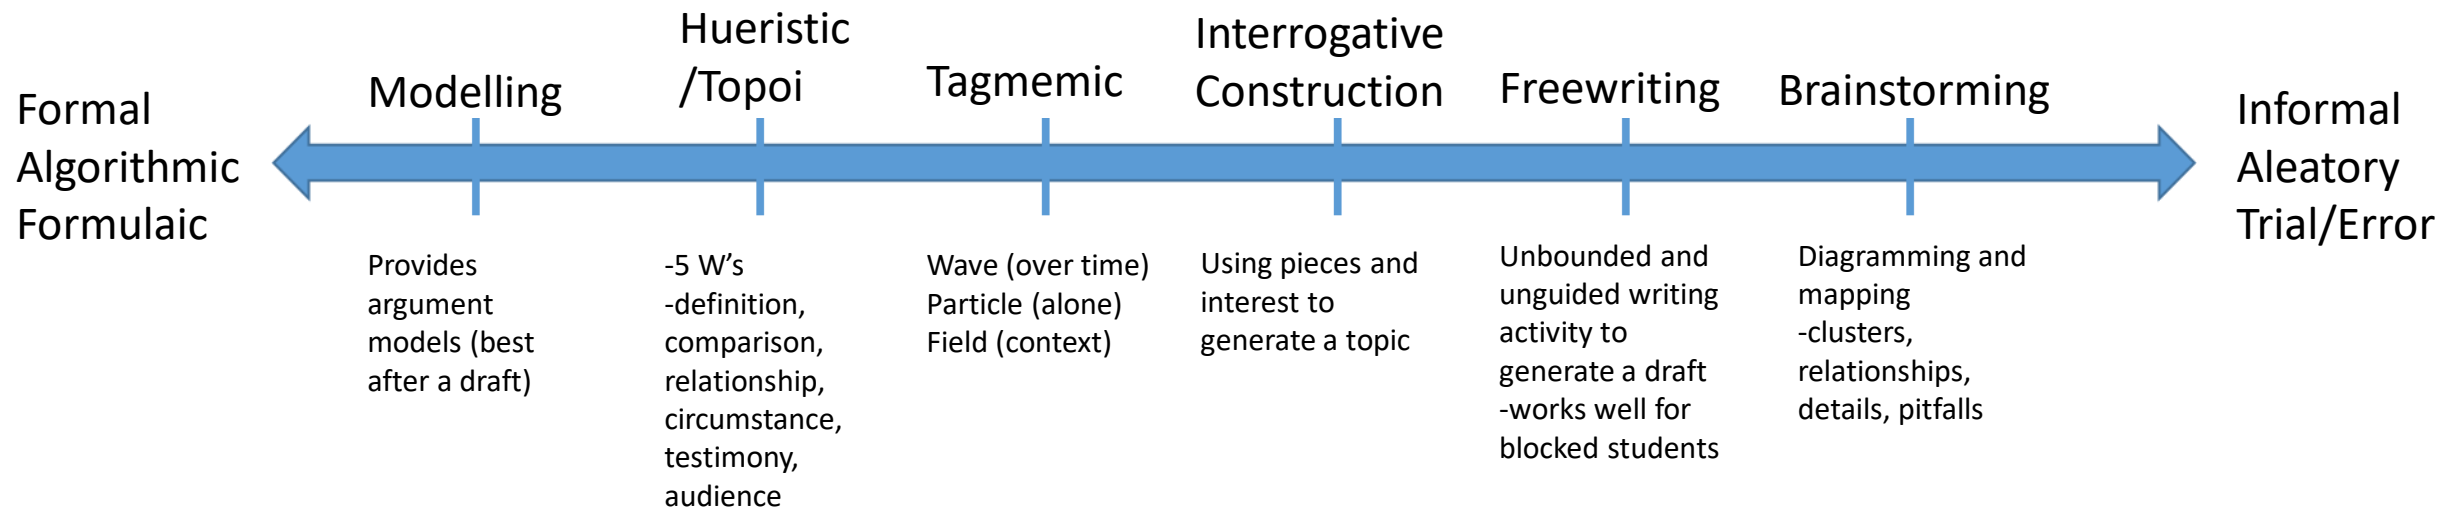 Formal
Algorithmic
Formulaic
Modelling
Hueristic
/Topoi
Tagmemic
Interrogative
Construction
Freewriting
Brainstorming
Informal
Aleatory
Trial/Error
Provides
argument
models (best
after a draft)
-5 W’s
-definition,
comparison,
relationship,
circumstance,
testimony,
audience
Wave (over time)
Particle (alone)
Field (context)
Using pieces and
interest to
generate a topic
Unbounded and
unguided writing
activity to
generate a draft
-works well for
blocked students
Diagramming and
mapping
-clusters,
relationships,
details, pitfalls